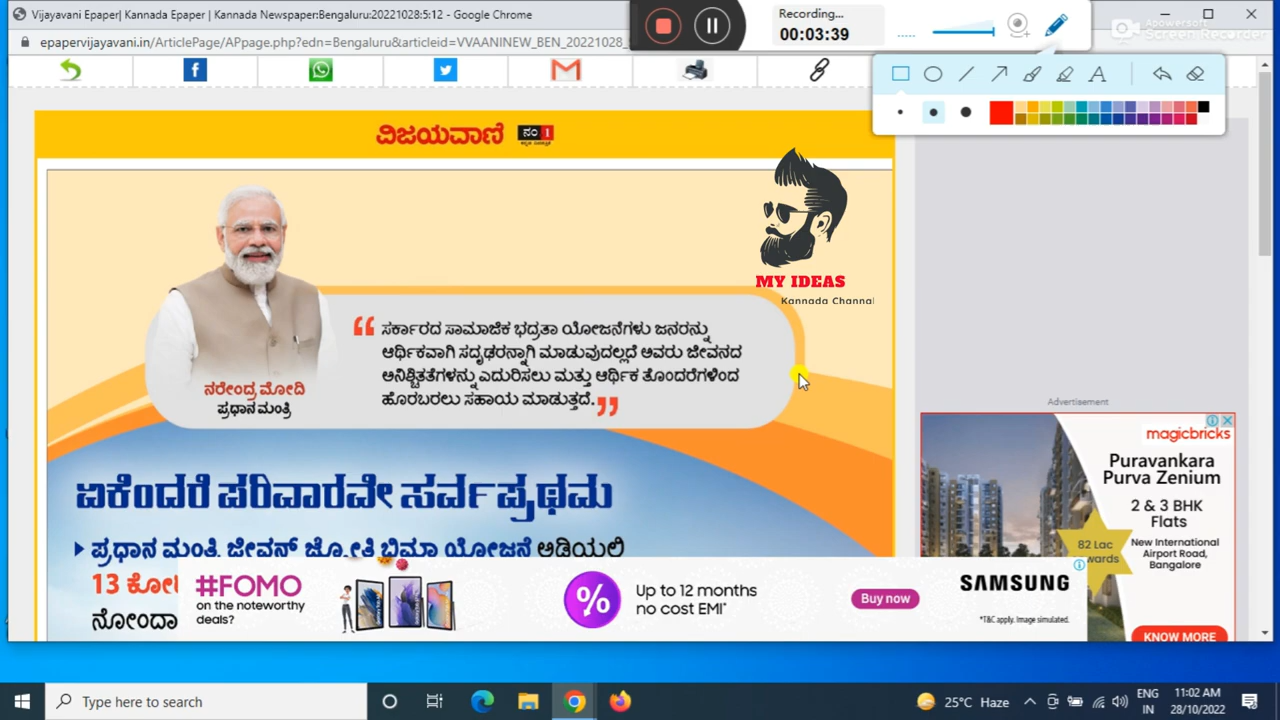 Vijayavani Epaper| Kannada Epaper | Kannada Newspaper:Bengaluru:20221028:5:12 - Google Chrome
Recording...
00:03:39
Apowersoft
Screen Recorder
epapervijayavani.in/ArticlePage/APpage.php?edn=Bengaluru&articleid=VVAANINEW_BEN_20221028_
A
ವಿಜಯವಾಣಿ ನಂ 1
MY IDEAS
Kannada Channal
“ ಸರ್ಕಾರದ ಸಾಮಾಜಿಕ ಭದ್ರತಾ ಯೋಜನೆಗಳು ಜನರನ್ನು
ಆರ್ಥಿಕವಾಗಿ ಸದೃಢರನ್ನಾಗಿ ಮಾಡುವುದಲ್ಲದೆ ಅವರು ಜೀವನದ
ಅನಿಶ್ಚಿತತೆಗಳನ್ನು ಎದುರಿಸಲು ಮತ್ತು ಆರ್ಥಿಕ ತೊಂದರೆಗಳಿಂದ
ಹೊರಬರಲು ಸಹಾಯ ಮಾಡುತ್ತದೆ. ”
ನರೇಂದ್ರ ಮೋದಿ
ಪ್ರಧಾನ ಮಂತ್ರಿ
ಏಕೆಂದರೆ ಪರಿವಾರವೇ ಸರ್ವಪ್ರಥಮ
ಪ್ರಧಾನ ಮಂತ್ರಿ ಜೀವನ್ ಜ್ಯೋತಿ ಭಿಮಾ ಯೋಜನೆ ಅಡಿಯಲ್ಲಿ
13
ನೋಂದಾ
Advertisement
magicbricks
Puravankara
Purva Zenium
2 & 3 BHK
Flats
New International
Airport Road,
Bangalore
82 Lac
wards
KNOW MORE
#FOMO
on the noteworthy
deals?
%
Up to 12 months
no cost EMI*
Buy now
SAMSUNG
*T&C apply. Image simulated.
Type here to search
25°C Haze
ENG
IN
11:02 AM
28/10/2022